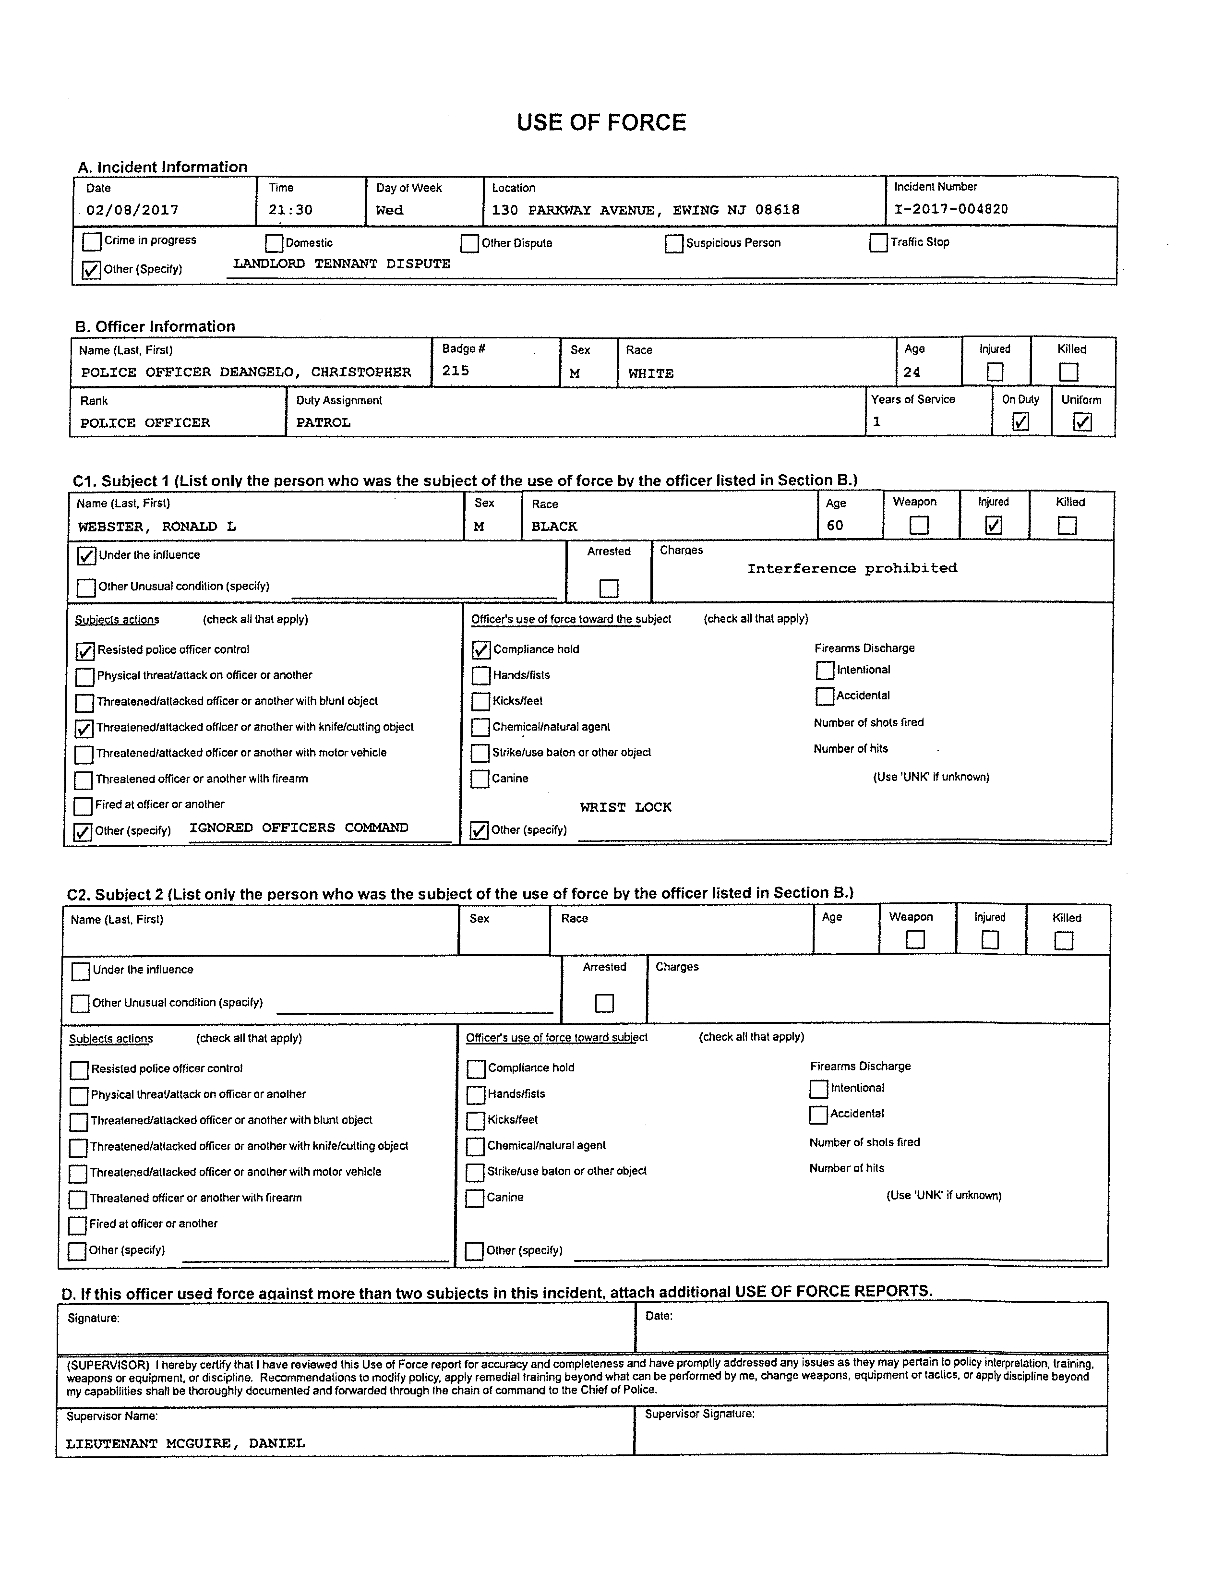 USE OF FORCE
A. Incident Information
Date Time Day of Week Location Incident Number
02/08/2017 21:30 Wed 130 PARKWAY AVENUE, EWING NJ 08618 I-2017-004820
Crime in progress Domestic Other Dispute Suspicious Person Traffic Stop
Other (Specify) LANDLORD TENNANT DISPUTE
B. Officer Information
Name (Last, First) Badge # Sex Race Age Injured Killed
POLICE OFFICER DEANGELO, CHRISTOPHER 215 M WHITE 24
Rank Duty Assignment Years of Service On Duty Uniform
POLICE OFFICER PATROL 1
C1. Subject 1 (List only the person who was the subject of the use of force by the officer listed in Section B.)
Name (Last, First) Sex Race Age Weapon Injured Killed
WEBSTER, RONALD L M BLACK 60
Under the influence Arrested Charges
Interference prohibited
Other Unusual condition (specify)
Subjects actions (check all that apply) Officer's use of force toward the subject (check all that apply)
Resisted police officer control Compliance hold Firearms Discharge
Physical threat/attack on officer or another Hands/fists Intentional
Threatened/attacked officer or another with blunt object Kicks/feet Accidental
Threatened/attacked officer or another with knife/cutting object Chemical/natural agent Number of shots fired
Threatened/attacked officer or another with motor vehicle Strike/use baton or other object Number of hits
Threatened officer or another with firearm Canine (Use 'UNK' if unknown)
Fired at officer or another WRIST LOCK
Other (specify) IGNORED OFFICERS COMMAND Other (specify)
C2. Subject 2 (List only the person who was the subject of the use of force by the officer listed in Section B.)
Name (Last, First) Sex Race Age Weapon Injured Killed
Under the influence Arrested Charges
Other Unusual condition (specify)
Subjects actions (check all that apply) Officer's use of force toward subject (check all that apply)
Resisted police officer control Compliance hold Firearms Discharge
Physical threat/attack on officer or another Hands/fists Intentional
Threatened/attacked officer or another with blunt object Kicks/feet Accidental
Threatened/attacked officer or another with knife/cutting object Chemical/natural agent Number of shots fired
Threatened/attacked officer or another with motor vehicle Strike/use baton or other object Number of hits
Threatened officer or another with firearm Canine (Use 'UNK' if unknown)
Fired at officer or another
Other (specify) Other (specify)
D. If this officer used force against more than two subjects in this incident, attach additional USE OF FORCE REPORTS.
Signature: Date:
(SUPERVISOR) I hereby certify that I have reviewed this Use of Force report for accuracy and completeness and have promptly addressed any issues as they may pertain to policy interpretation, training,
weapons or equipment, or discipline. Recommendations to modify policy, apply remedial training beyond what can be performed by me, change weapons, equipment or tactics, or apply discipline beyond
my capabilities shall be thoroughly documented and forwarded through the chain of command to the Chief of Police.
Supervisor Name: Supervisor Signature:
LIEUTENANT MCGUIRE, DANIEL